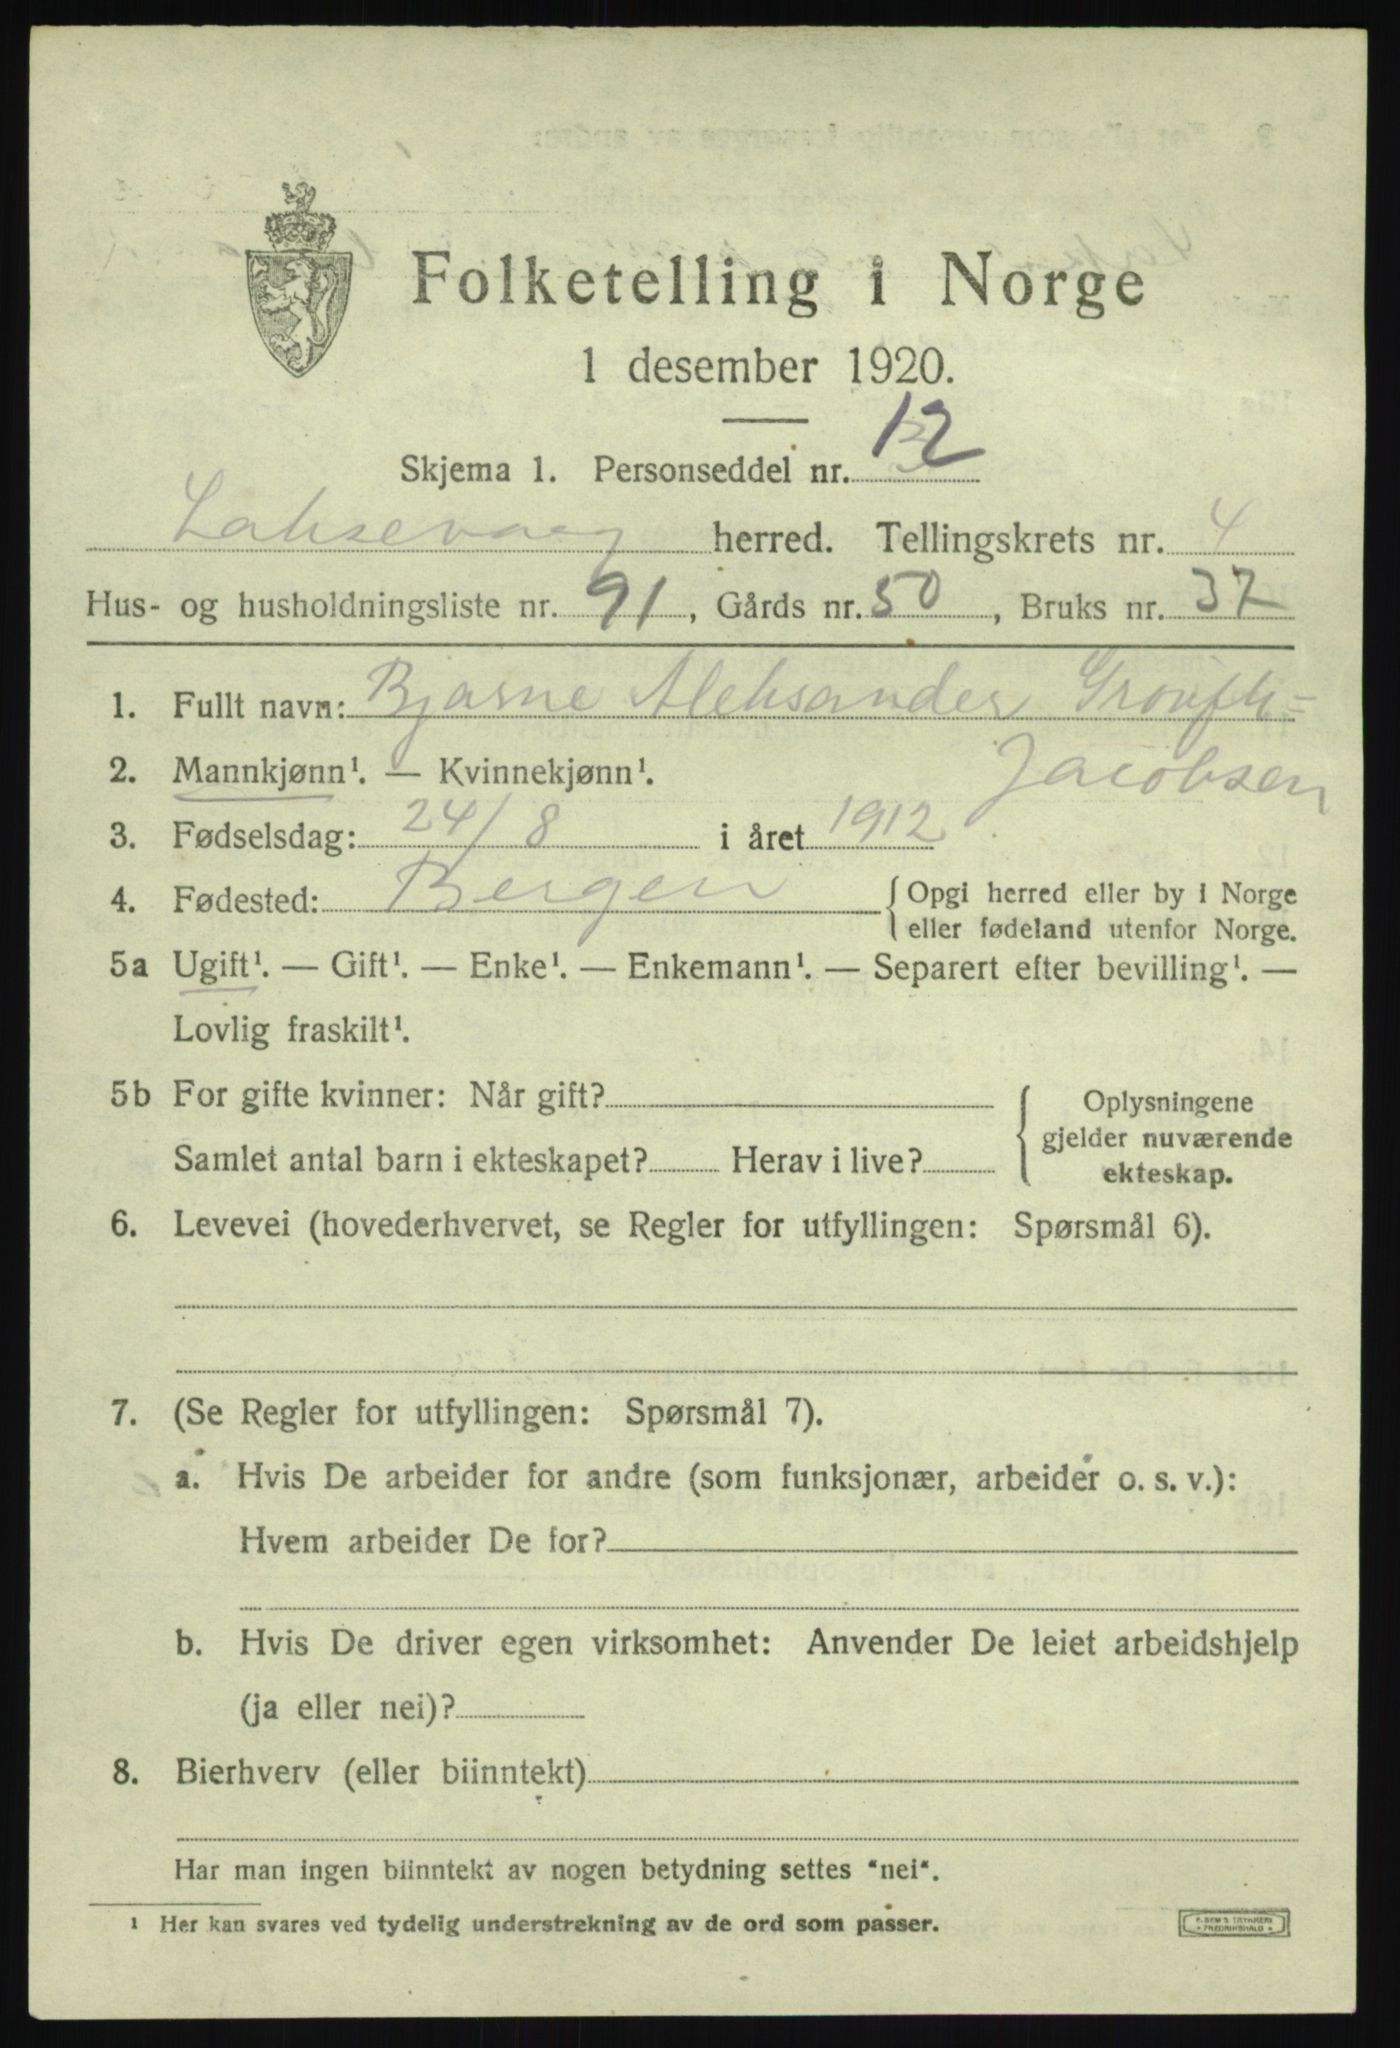 Folketelling i Norge
1 desember 1920.
Skjema 1. Personseddel nr. 12
Laksevaag herred. Tellingskrets nr. 4
Hus- og husholdningsliste nr. 91, Gårds nr. 50, Bruks nr. 37
1. Fullt navn: Bjarne Aleksander
2. Mannkjønn¹. — Kvinnekjønn¹. Jacobsen
3. Fødselsdag: 24/8 i året 1912
4. Fødested: Bergen { Opgi herred eller by i Norge
eller fødeland utenfor Norge.
5a Ugift¹. — Gift¹. — Enke¹. — Enkemann¹. — Separert efter bevilling¹. —
Lovlig fraskilt¹.
5b For gifte kvinner: Når gift? { Oplysningene
gjelder nuværende
Samlet antal barn i ekteskapet? Herav i live?
ekteskap.
6. Levevei (hovederhvervet, se Regler for utfyllingen: Spørsmål 6).
7. (Se Regler for utfyllingen: Spørsmål 7).
a. Hvis De arbeider for andre (som funksjonær, arbeider o. s. v.):
Hvem arbeider De for?
b. Hvis De driver egen virksomhet: Anvender De leiet arbeidshjelp
(ja eller nei)?
8. Bierhverv (eller biinntekt)
Har man ingen biinntekt av nogen betydning settes "nei".
¹ Her kan svares ved tydelig understrekning av de ord som passer.